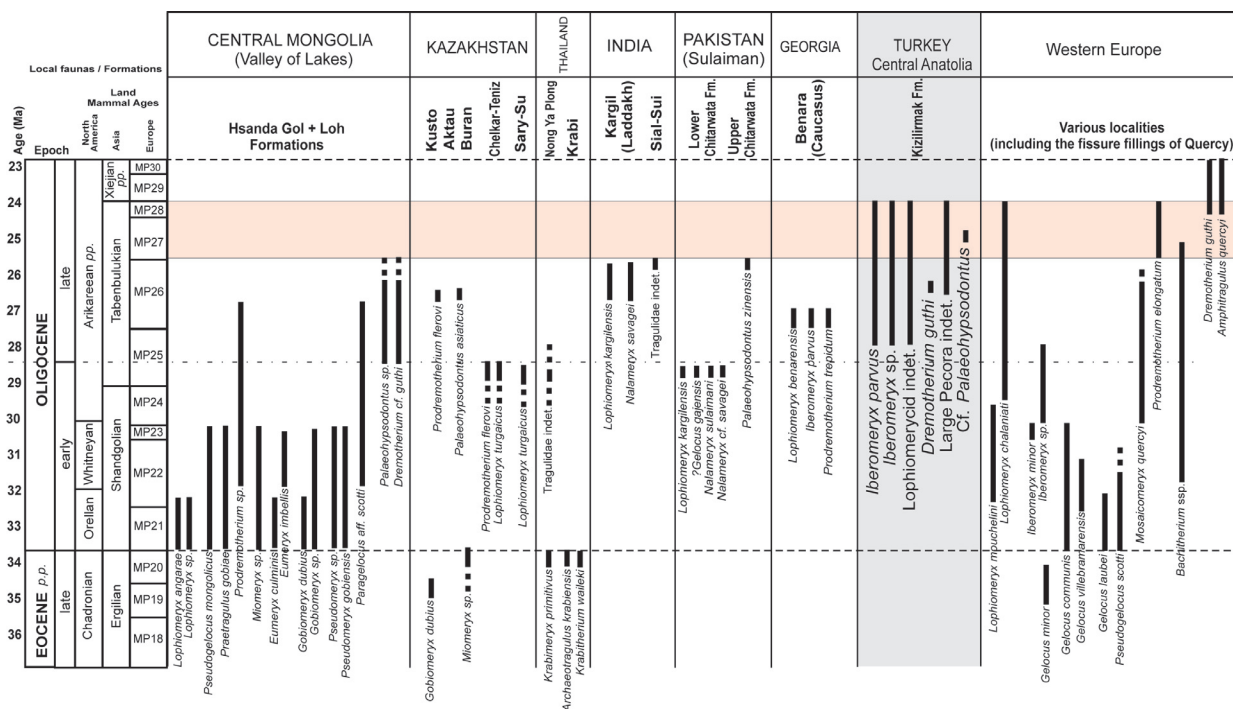 CENTRAL MONGOLIA
(Valley of Lakes)
KAZAKHSTAN
THAILAND
INDIA
PAKISTAN
(Sulaiman)
GEORGIA
TURKEY
Central Anatolia
Western Europe
Local faunas / Formations
Land
Mammal Ages
Age (Ma)
Epoch
North
America
Asia
Europe
Hsanda Gol + Loh
Formations
Kusto
Aktau
Buran
Chelkar-Teniz
Sary-Su
Nong Ya Plong
Krabi
Kargil
(Laddakh)
Sial-Sui
Lower
Chitarwata Fm.
Upper
Chitarwata Fm.
Benara
(Caucasus)
Kizilirmak Fm.
Various localities
(including the fissure fillings of Quercy)
23
24
25
26
27
28
29
30
31
32
33
34
35
36
OLIGOCENE
EOCENE p.p.
late
early
late
Arikareean pp.
Whitneyan
Orellan
Chadronian
Xiejian
pp.
Tabenbulukian
Shandgolian
Ergilian
MP30
MP29
MP28
MP27
MP26
MP25
MP24
MP23
MP22
MP21
MP20
MP19
MP18
Lophiomeryx angarae
Lophiomeryx sp.
Pseudogelocus mongolicus
Praetragulus gobiae
Prodremotherium sp.
Miomeryx sp.
Eumeryx culminis
Eumeryx imbellis
Gobiomeryx dubius
Gobiomeryx sp.
Pseudomeryx sp.
Pseudomeryx gobiensis
Paragelocus aff. scotti
Palaeohypsodontus sp.
Dremotherium cf. guthi
Gobiomeryx dubius
Prodremotheriun flerovi
Miomeryx sp.
Palaeohypsodontus asiaticus
Prodremotherium flerovi
Lophiomeryx turgaicus
Lophiomeryx turgaicus
Tragulidae indet.
Krabimeryx primitivus
Archaeotragulus krabiensis
Krabitherium waileki
Lophiomeryx kargilensis
Nalameryx savagei
Tragulidae indet.
Lophiomeryx kargilensis
?Gelocus gajensis
Nalameryx sulaimani
Nalameryx cf. savagei
Palaeohypsodontus zinensis
Lophiomeryx benarensis
Iberomeryx parvus
Prodremotherium trepidum
Iberomeryx parvus
Iberomeryx sp.
Lophiomerycid indet.
Dremotherium guthi
Large Pecora indet.
Cf. Palaeohypsodontus
Lophiomeryx mouchelini
Lophiomeryx chalaniati
Iberomeryx minor
Iberomeryx sp.
Gelocus minor
Gelocus communis
Gelocus villebramarensis
Gelocus laubei
Pseudogelocus scotti
Mosaicomeryx quercyi
Prodremotherium elongatum
Bachitherium ssp.
Dremotherium guthi
Amphitragulus quercyi